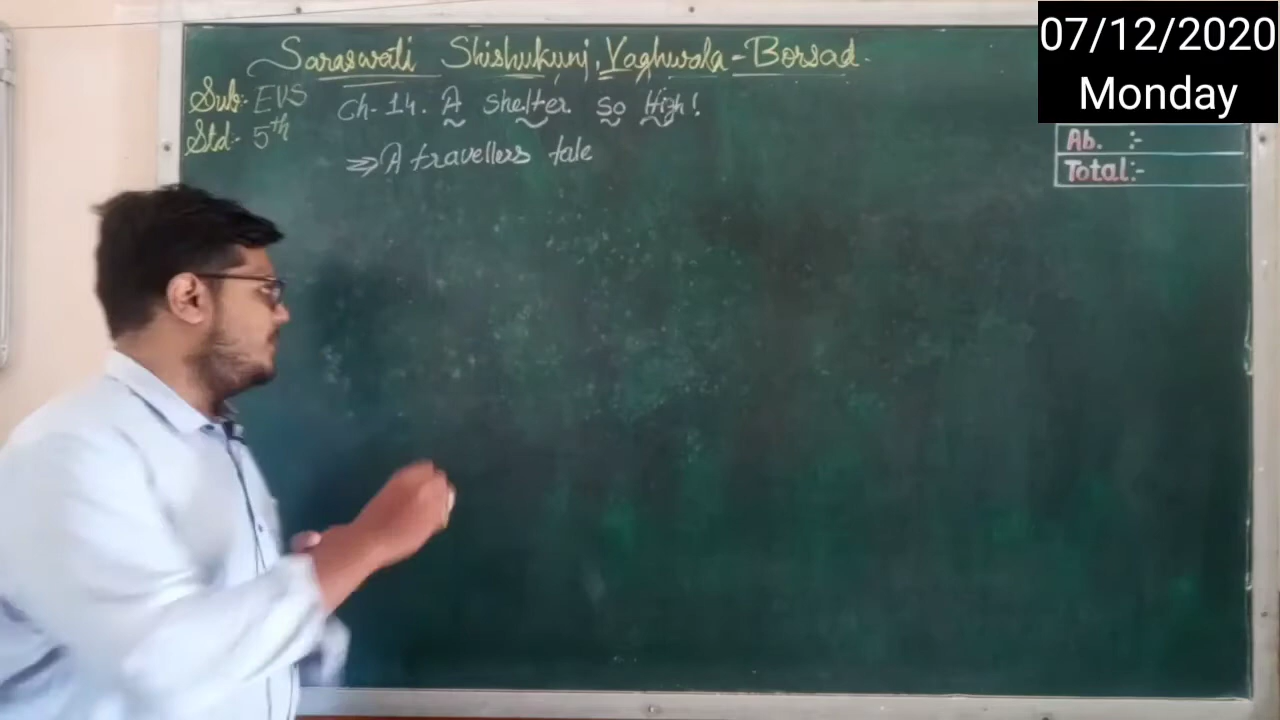 Saraswati Shishukunj, Vaghwala - Borsad.
07/12/2020
Monday
Sub:- EVS
Ch-14. A shelter so High!
Std:- 5th
⇒ A travellers tale
Ab. :-
Total:-